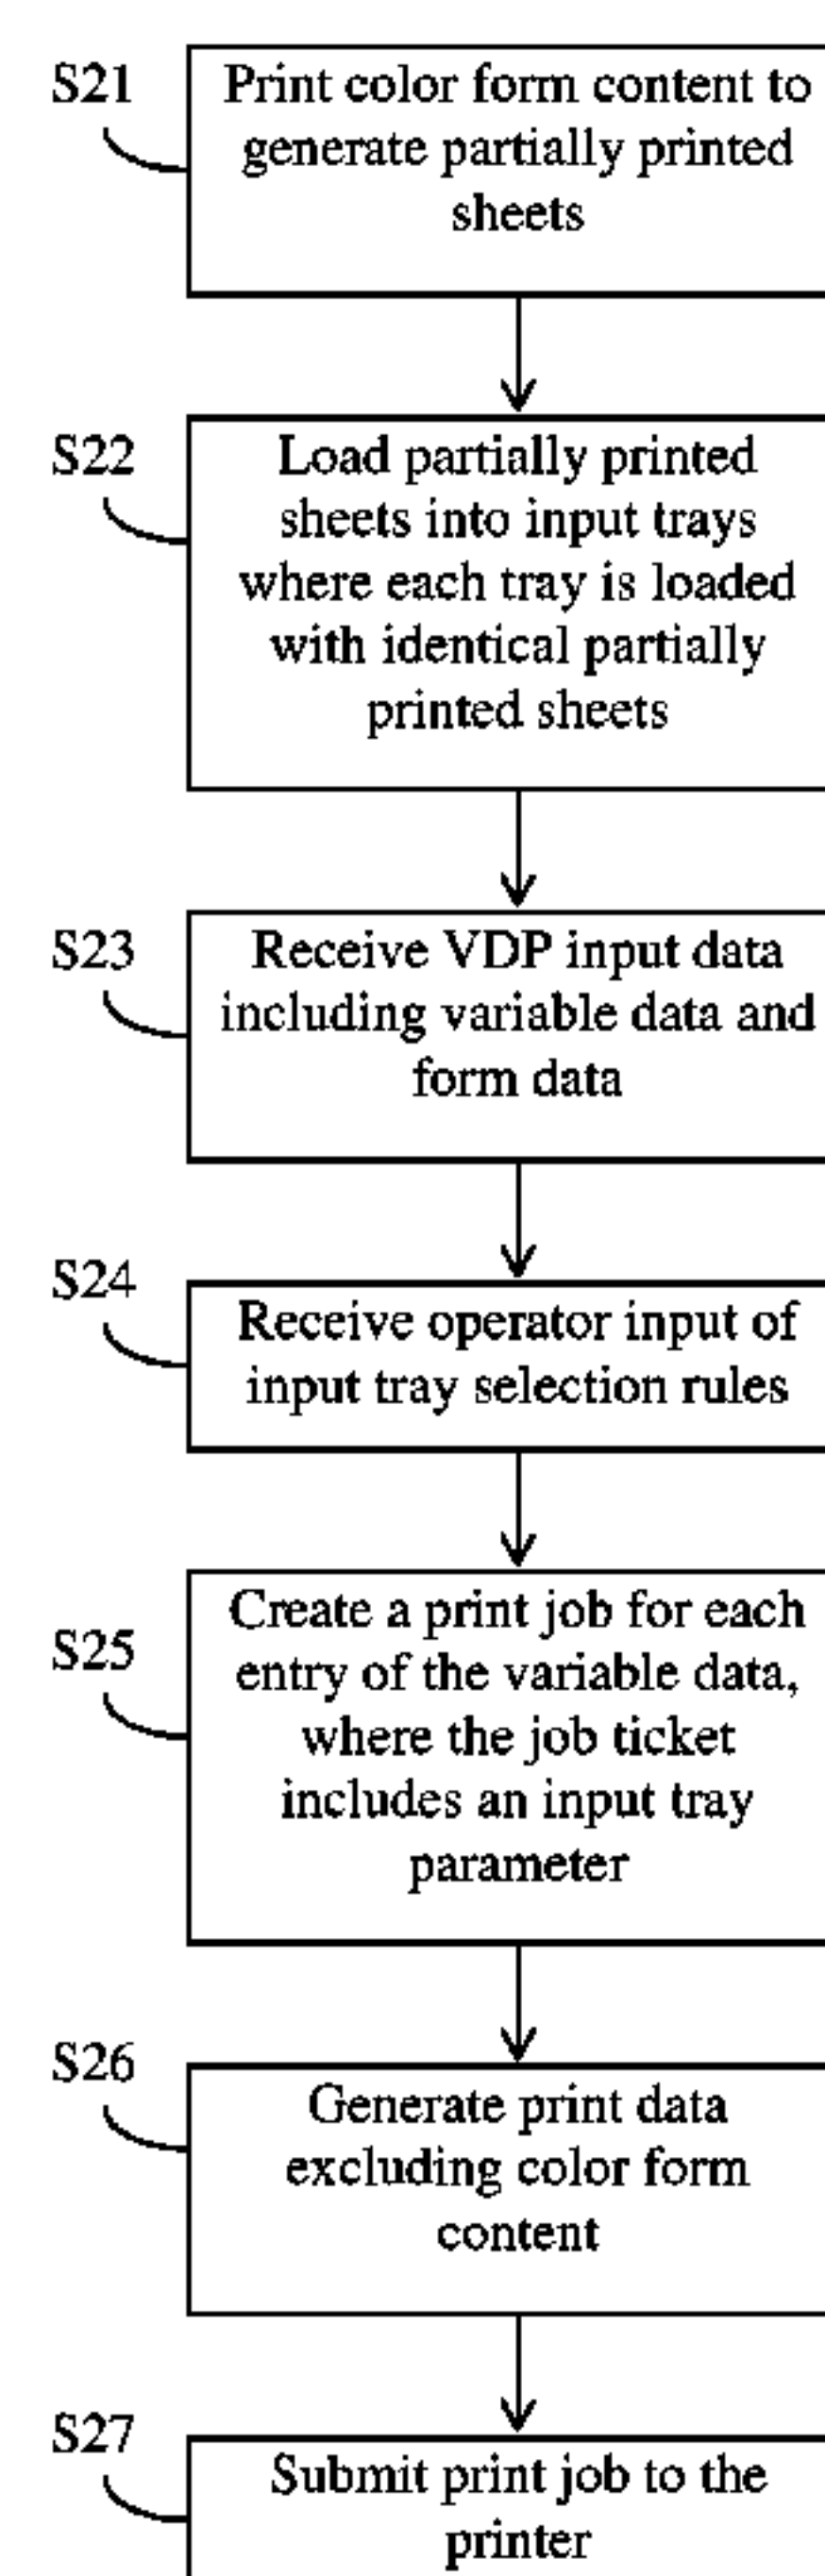 S21
Print color form content to
generate partially printed
sheets
S22
Load partially printed
sheets into input trays
where each tray is loaded
with identical partially
printed sheets
S23
Receive VDP input data
including variable data and
form data
S24
Receive operator input of
input tray selection rules
S25
Create a print job for each
entry of the variable data,
where the job ticket
includes an input tray
parameter
S26
Generate print data
excluding color form
content
S27
Submit print job to the
printer